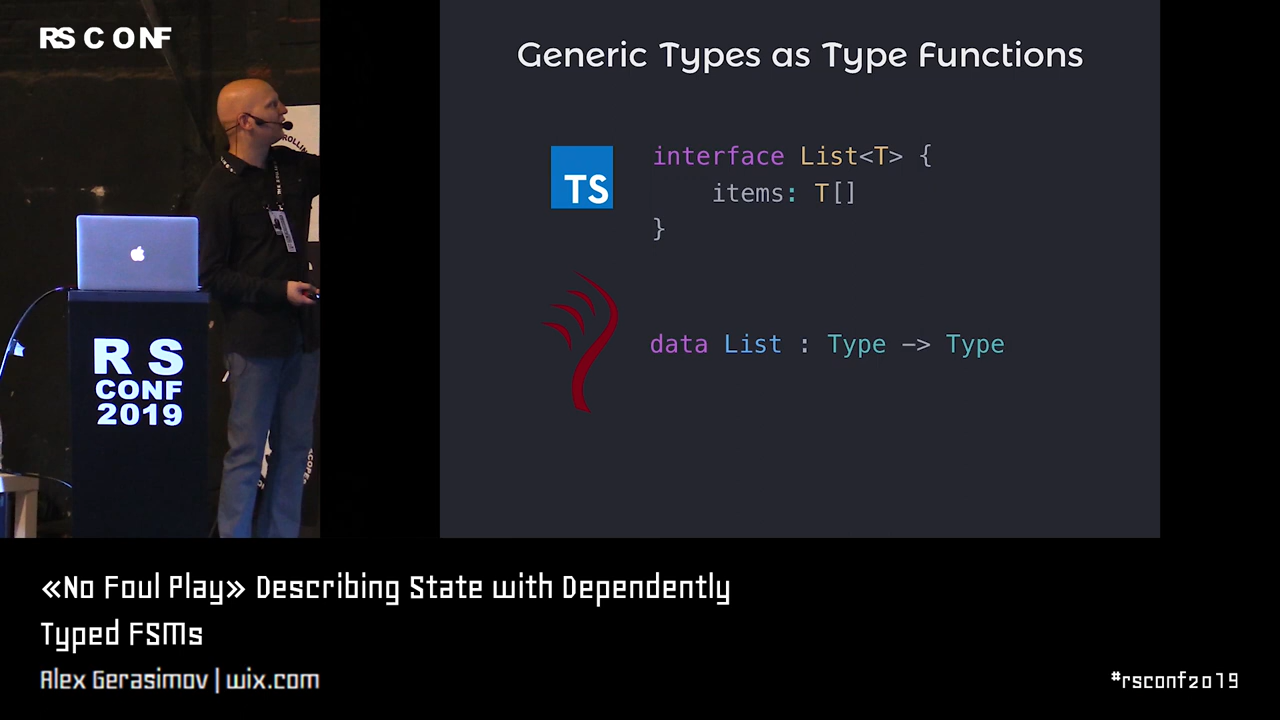 RS CONF
Generic Types as Type Functions
TS
interface List<T> {
items: T[]
}
data List : Type -> Type
R S
CONF
2019
«No Foul Play» Describing State with Dependently
Typed FSMs
Alex Gerasimov | wix.com
#rsconf2019